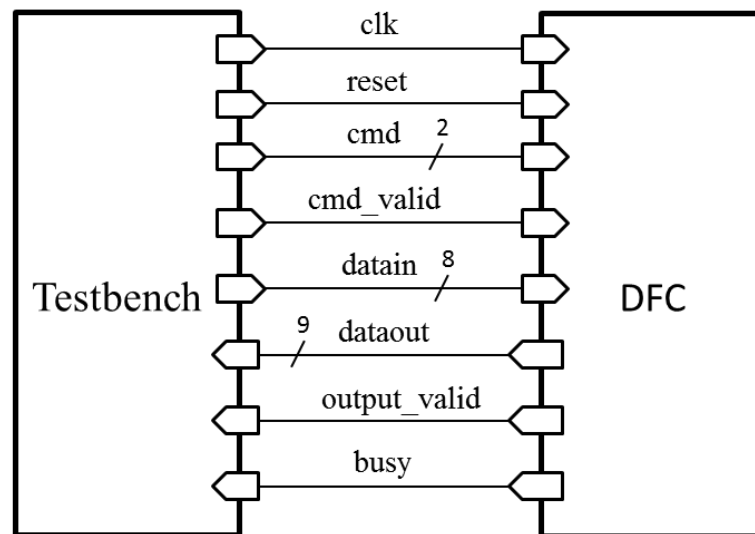 clk
reset
cmd 2
cmd_valid
datain 8
Testbench
DFC
9 dataout
output_valid
busy